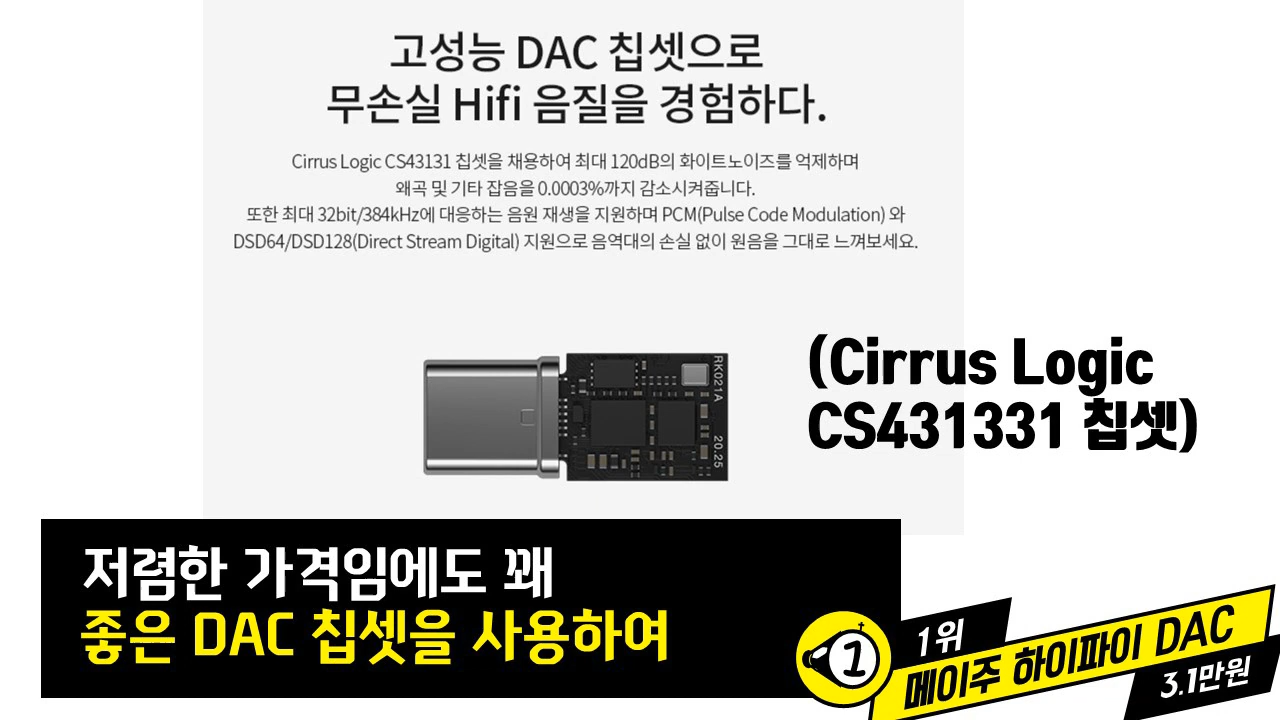 고성능 DAC 칩셋으로
무손실 Hifi 음질을 경험하다.
Cirrus Logic CS43131 칩셋을 채용하여 최대 120dB의 화이트노이즈를 억제하며
왜곡 및 기타 잡음을 0.0003%까지 감소시켜줍니다.
또한 최대 32bit/384kHz에 대응하는 음원 재생을 지원하며 PCM(Pulse Code Modulation) 와
DSD64/DSD128(Direct Stream Digital) 지원으로 음역대의 손실 없이 원음을 그대로 느껴보세요.
RK021A
20.25
(Cirrus Logic
CS431331 칩셋)
저렴한 가격임에도 꽤
좋은 DAC 칩셋을 사용하여
1
1위
메이주 하이파이 DAC
3.1만원